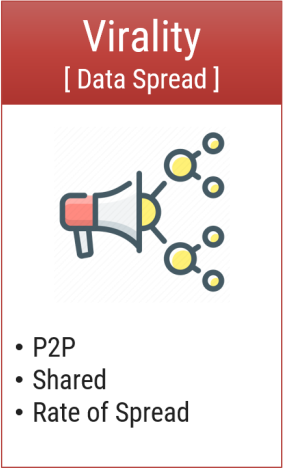 Virality
[ Data Spread ]
• P2P
• Shared
• Rate of Spread